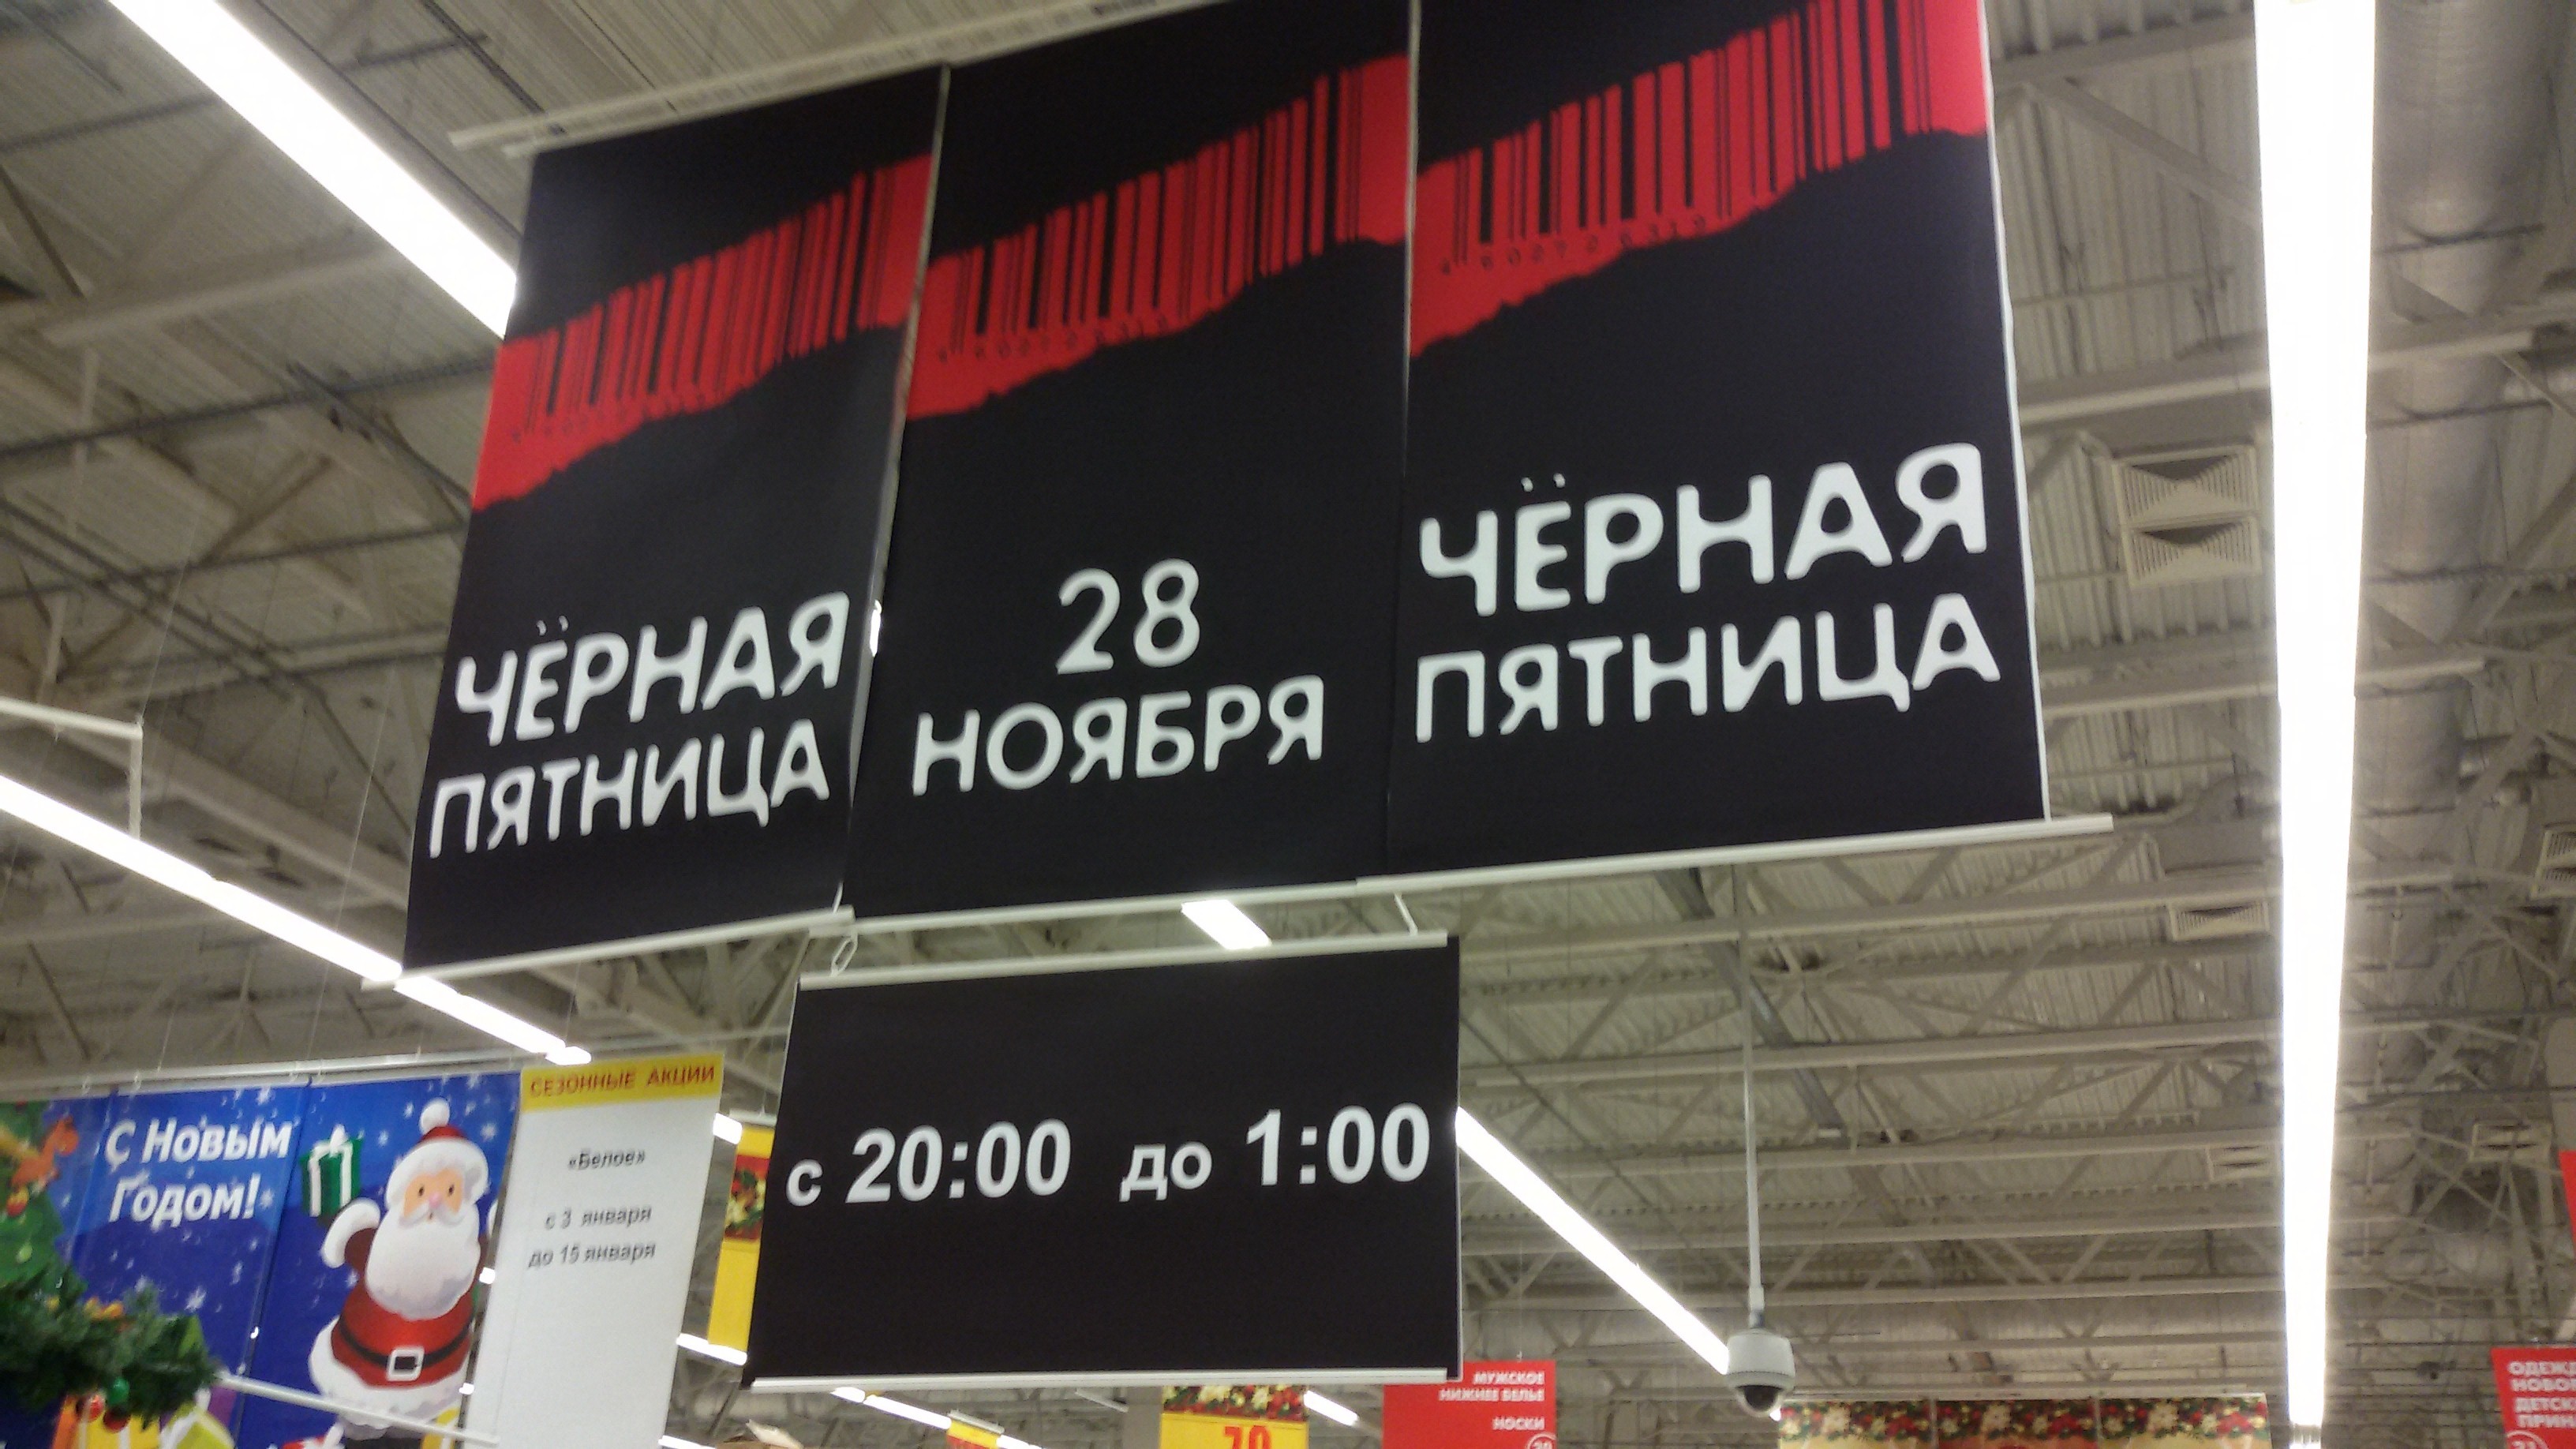 ЧЁРНАЯ
ПЯТНИЦА
28
НОЯБРЯ
ЧЁРНАЯ
ПЯТНИЦА
с 20:00 до 1:00
С Новым
Годом!
СЕЗОННЫЕ АКЦИИ
«Белое»
с 3 января
до 15 января
МУЖСКОЕ
НИЖНЕЕ БЕЛЬЕ
НОСКИ
70